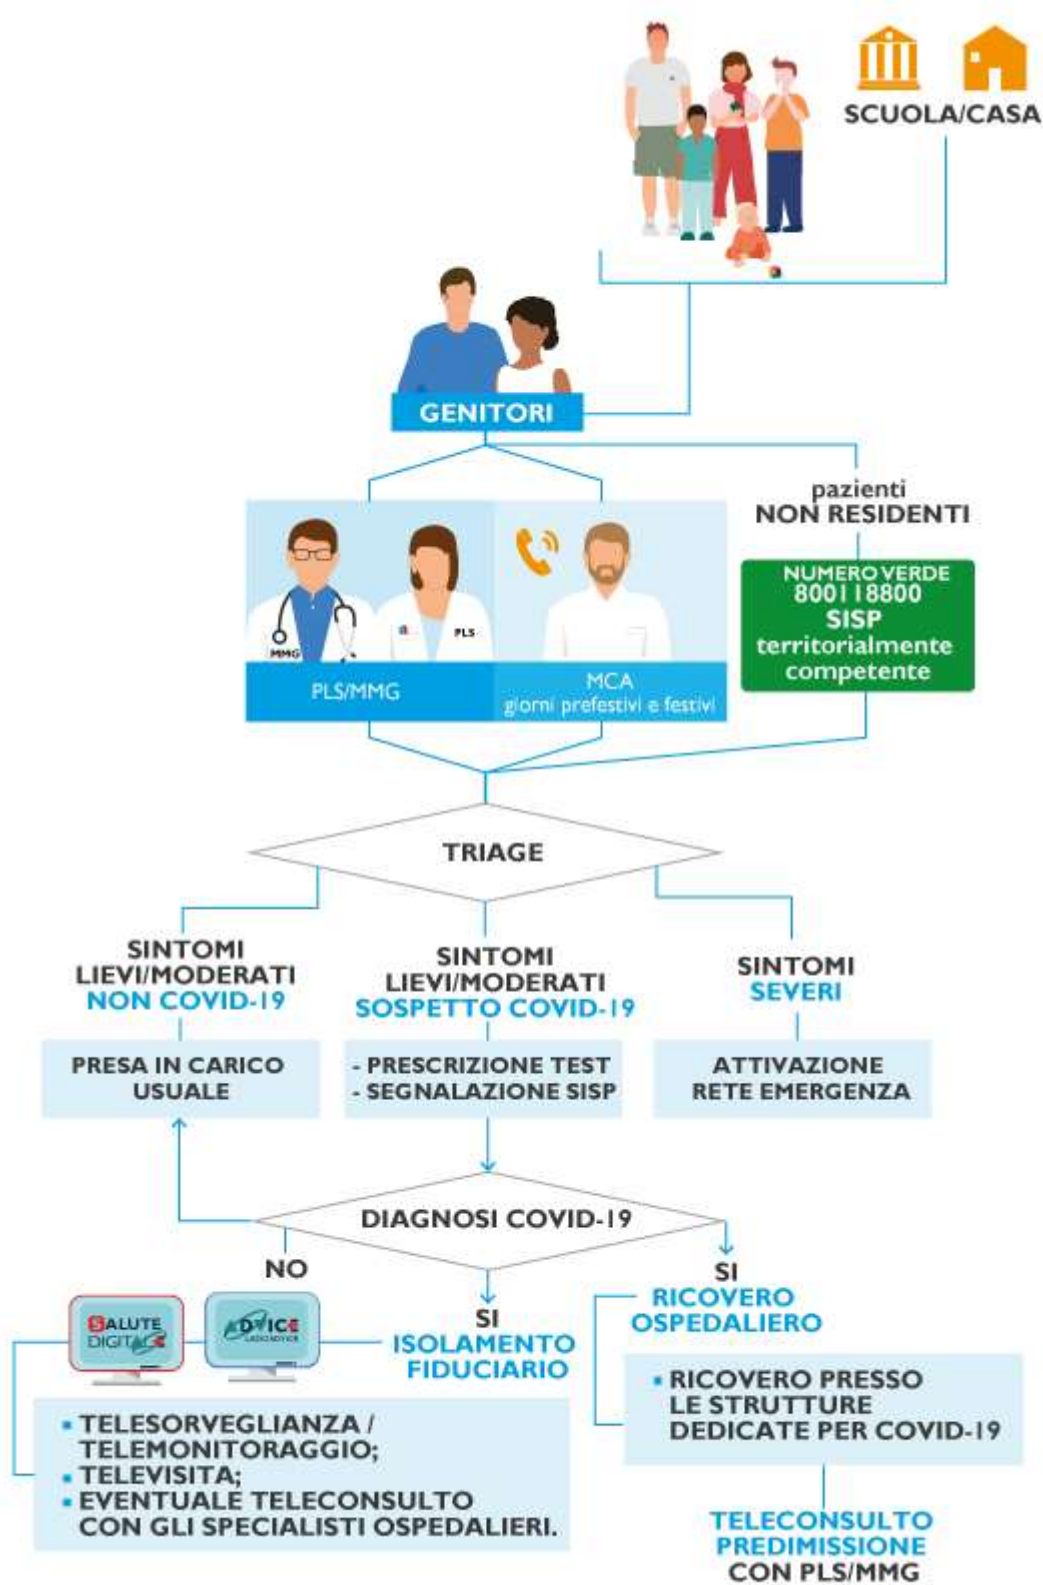 SCUOLA/CASA
GENITORI
pazienti
NON RESIDENTI
NUMERO VERDE
800118800
SISP
territorialmente
competente
MMG
PLS
PLS/MMG
MCA
giorni prefestivi e festivi
TRIAGE
SINTOMI
LIEVI/MODERATI
NON COVID-19
SINTOMI
LIEVI/MODERATI
SOSPETTO COVID-19
SINTOMI
SEVERI
PRESA IN CARICO
USUALE
- PRESCRIZIONE TEST
- SEGNALAZIONE SISP
ATTIVAZIONE
RETE EMERGENZA
DIAGNOSI COVID-19
NO
SI
ISOLAMENTO
FIDUCIARIO
SI
RICOVERO
OSPEDALIERO
SALUTE
ADVICE
▪ TELESORVEGLIANZA /
TELEMONITORAGGIO;
▪ TELEVISITA;
▪ EVENTUALE TELECONSULTO
CON GLI SPECIALISTI OSPEDALIERI.
▪ RICOVERO PRESSO
LE STRUTTURE
DEDICATE PER COVID-19
TELECONSULTO
PREDIMISSIONE
CON PLS/MMG